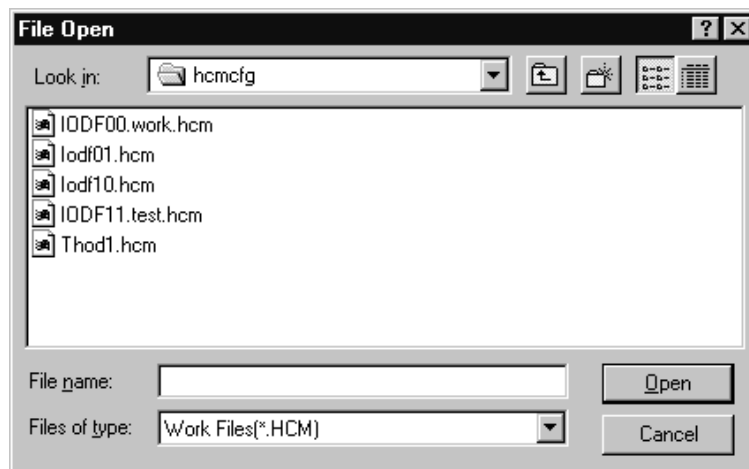 File Open
Look in: hcmcfg
IODF00.work.hcm
Iodf01.hcm
Iodf10.hcm
IODF11.test.hcm
Thod1.hcm
File name: Open
Files of type: Work Files(*.HCM) Cancel